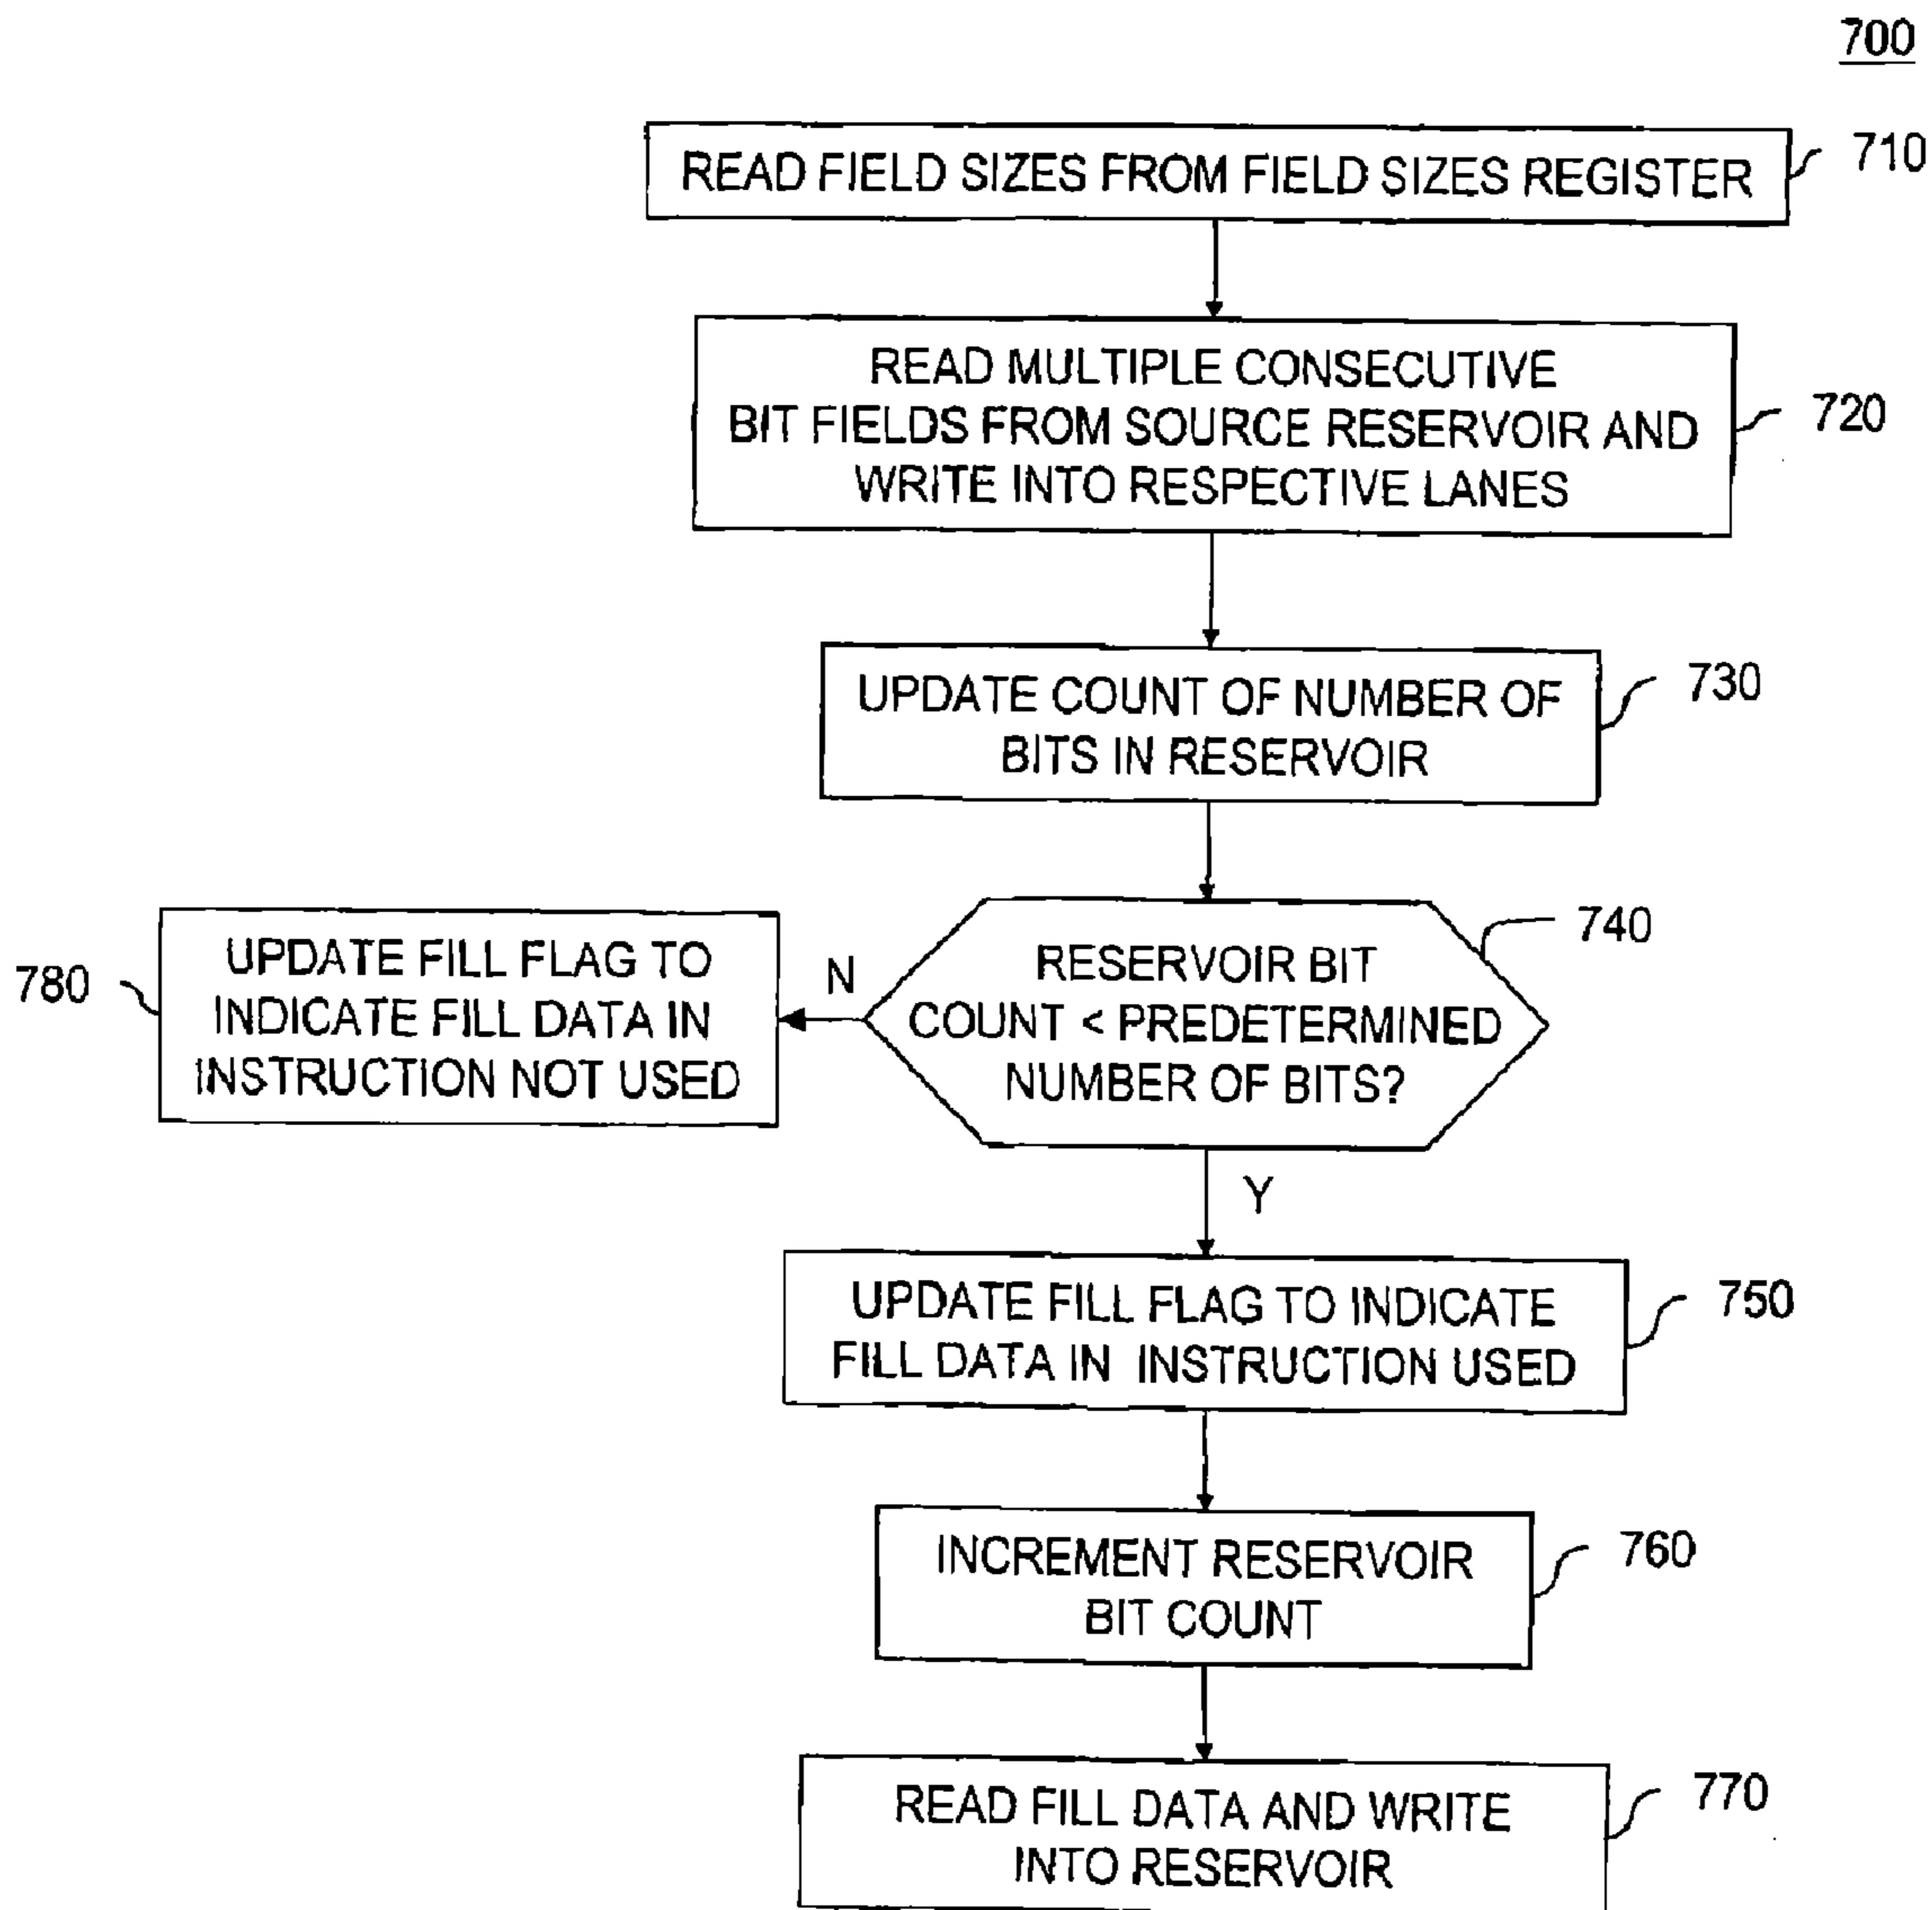 700
READ FIELD SIZES FROM FIELD SIZES REGISTER
710
READ MULTIPLE CONSECUTIVE
BIT FIELDS FROM SOURCE RESERVOIR AND
WRITE INTO RESPECTIVE LANES
720
UPDATE COUNT OF NUMBER OF
BITS IN RESERVOIR
730
RESERVOIR BIT
COUNT < PREDETERMINED
NUMBER OF BITS?
740
N
UPDATE FILL FLAG TO
INDICATE FILL DATA IN
INSTRUCTION NOT USED
780
Y
UPDATE FILL FLAG TO INDICATE
FILL DATA IN INSTRUCTION USED
750
INCREMENT RESERVOIR
BIT COUNT
760
READ FILL DATA AND WRITE
INTO RESERVOIR
770